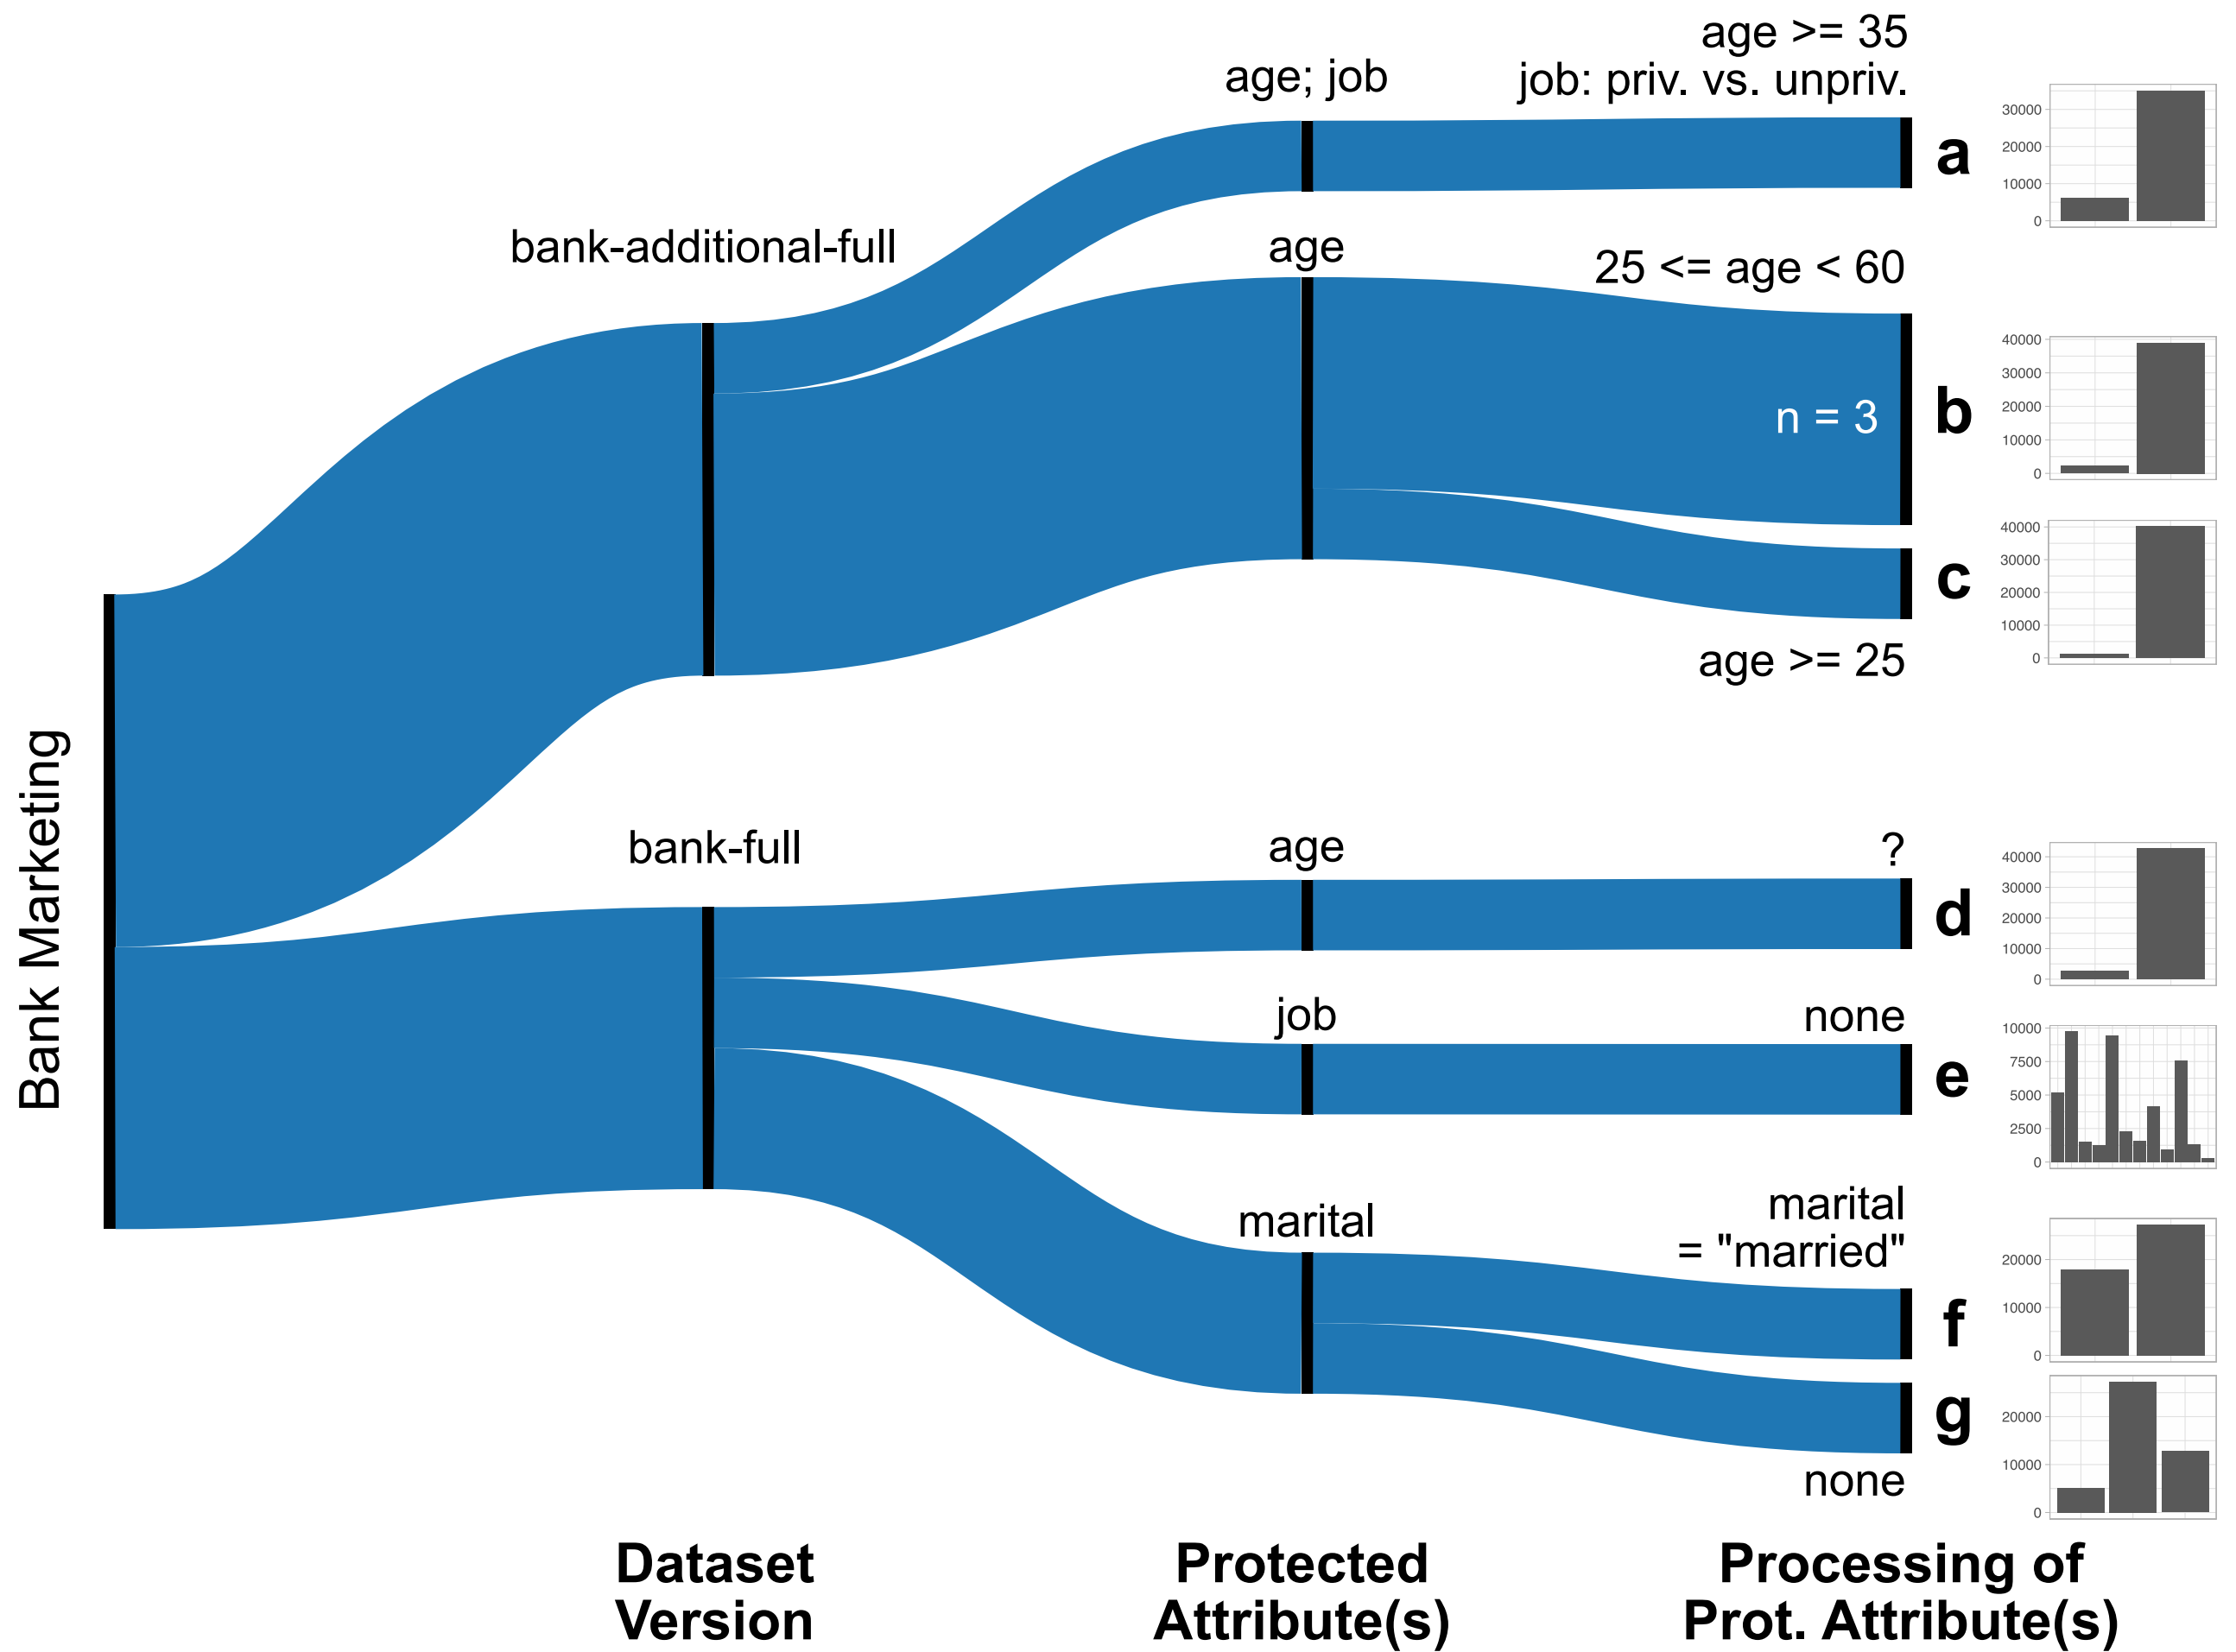 age >= 35
age; job
job: priv. vs. unpriv.
30000
20000
10000
0
a
bank-additional-full
age
25 <= age < 60
n = 3
b
40000
30000
20000
10000
0
c
40000
30000
20000
10000
0
age >= 25
Bank Marketing
bank-full
age
?
d
40000
30000
20000
10000
0
job
none
e
10000
7500
5000
2500
0
marital
marital
= "married"
f
20000
10000
0
g
20000
10000
0
none
Dataset
Version
Protected
Attribute(s)
Processing of
Prot. Attribute(s)